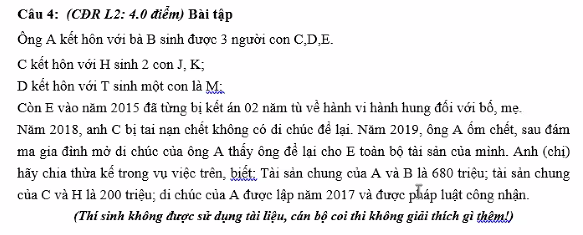 Câu 4: (CĐR L2: 4.0 điểm) Bài tập
Ông A kết hôn với bà B sinh được 3 người con C,D,E.
C kết hôn với H sinh 2 con J, K;
D kết hôn với T sinh một con là M;
Còn E vào năm 2015 đã từng bị kết án 02 năm tù về hành vi hành hung đối với bố, mẹ.
Năm 2018, anh C bị tai nạn chết không có di chúc để lại. Năm 2019, ông A ốm chết, sau đám
ma gia đình mở di chúc của ông A thấy ông để lại cho E toàn bộ tài sản của mình. Anh (chị)
hãy chia thừa kế trong vụ việc trên, biết: Tài sản chung của A và B là 680 triệu; tài sản chung
của C và H là 200 triệu; di chúc của A được lập năm 2017 và được pháp luật công nhận.
(Thí sinh không được sử dụng tài liệu, cán bộ coi thi không giải thích gì thêm!)